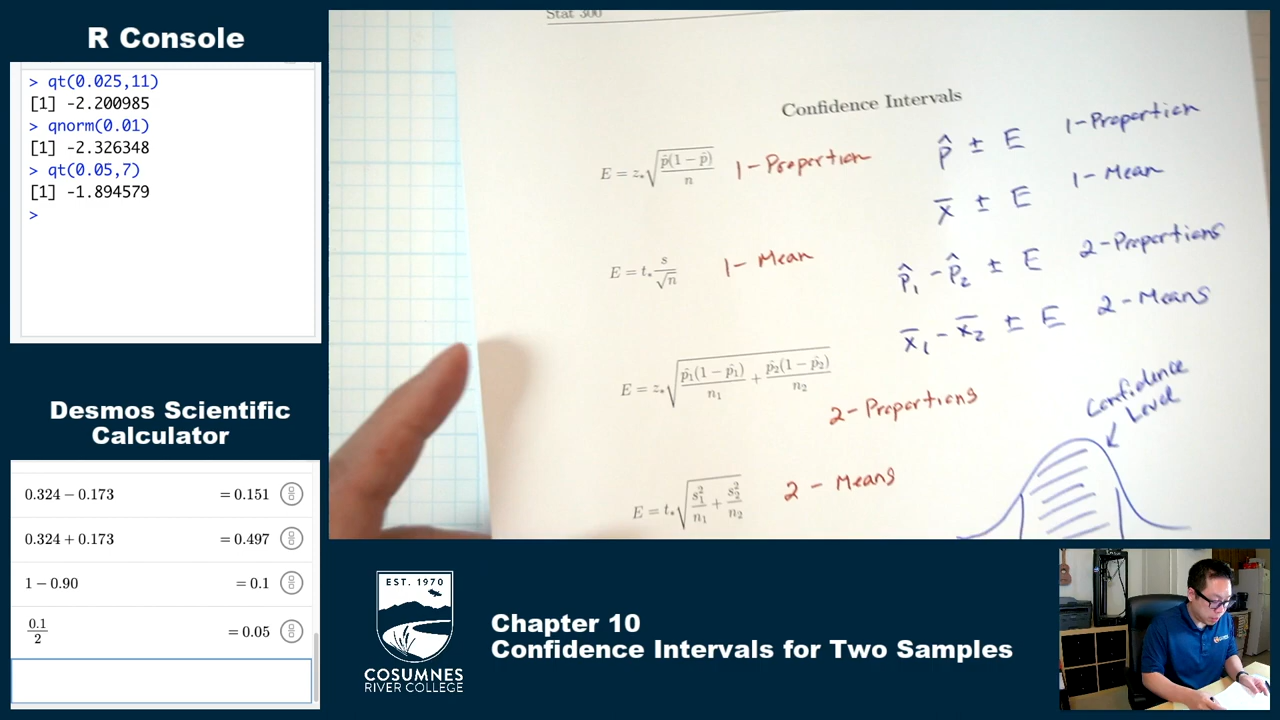 R Console
> qt(0.025,11)
[1] -2.200985
> qnorm(0.01)
[1] -2.326348
> qt(0.05,7)
[1] -1.894579
>
Desmos Scientific
Calculator
0.324 − 0.173 = 0.151
0.324 + 0.173 = 0.497
1 − 0.90 = 0.1
0.1/2 = 0.05
Stat 300
Confidence Intervals
E = z* √(p̂(1 − p̂)/n) 1-Proportion
E = t* s/√n 1-Mean
E = z* √(p̂1(1 − p̂1)/n1 + p̂2(1 − p̂2)/n2)
2-Proportions
E = t* √(s1²/n1 + s2²/n2) 2-Means
p̂ ± E 1-Proportion
x̄ ± E 1-Mean
p̂1 - p̂2 ± E 2-Proportions
x̄1 - x̄2 ± E 2-Means
Confidence
Level
EST. 1970
COSUMNES
RIVER COLLEGE
Chapter 10
Confidence Intervals for Two Samples